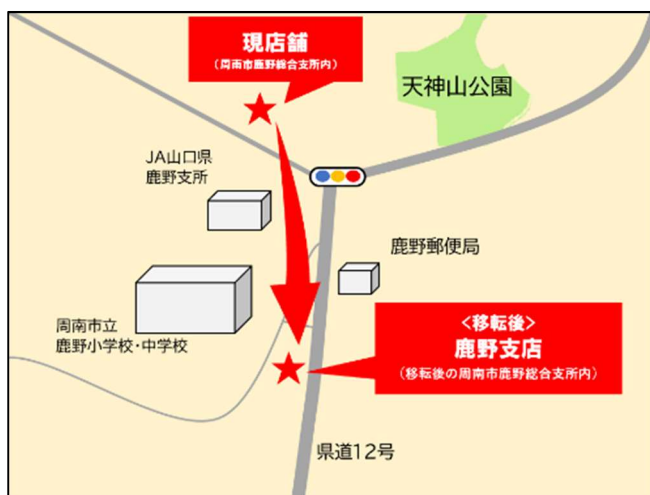 現店舗
(周南市鹿野総合支所内)
天神山公園
JA山口県
鹿野支所
鹿野郵便局
周南市立
鹿野小学校・中学校
<移転後>
鹿野支店
(移転後の周南市鹿野総合支所内)
県道12号